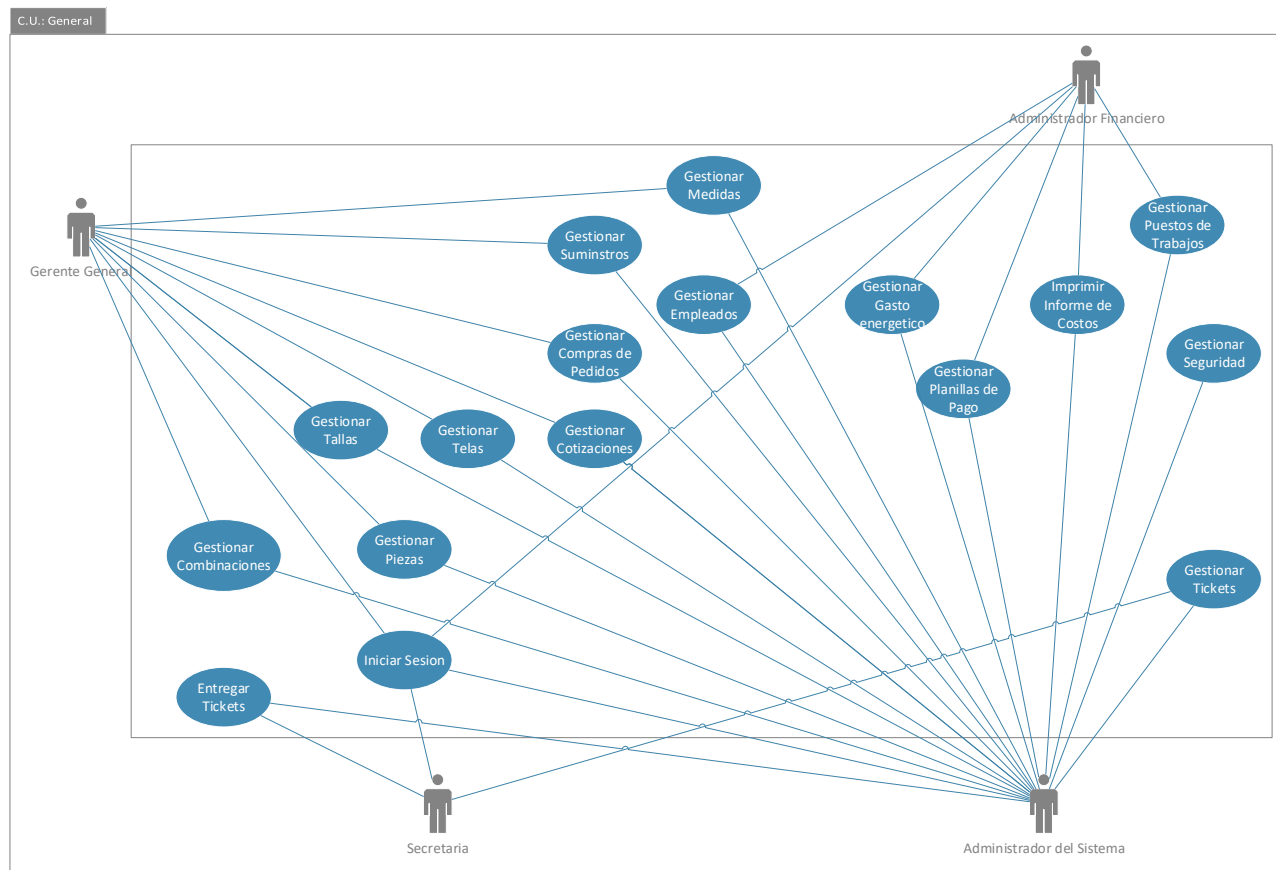 C.U.: General
Administrador Financiero
Gestionar
Medidas
Gestionar
Puestos de
Trabajos
Gestionar
Suminstros
Gerente General
Gestionar
Empleados
Gestionar
Gasto
energetico
Imprimir
Informe de
Costos
Gestionar
Compras de
Pedidos
Gestionar
Seguridad
Gestionar
Planillas de
Pago
Gestionar
Tallas
Gestionar
Telas
Gestionar
Cotizaciones
Gestionar
Combinaciones
Gestionar
Piezas
Gestionar
Tickets
Iniciar Sesion
Entregar
Tickets
Secretaria
Administrador del Sistema